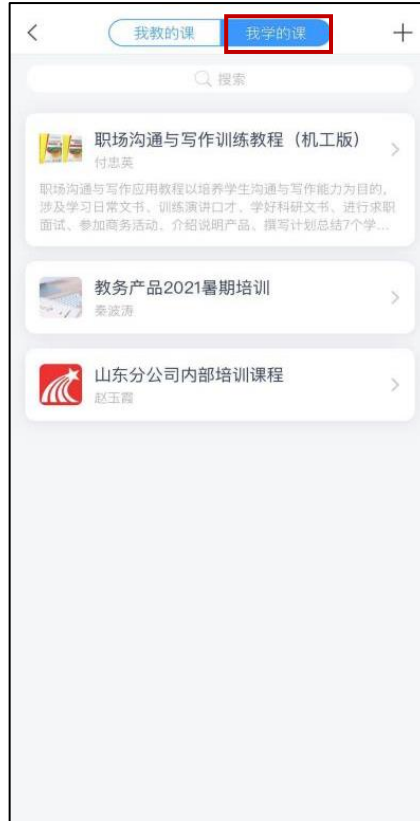 我教的课
我学的课
搜索
职场沟通与写作训练教程（机工版）
付忠英
职场沟通与写作应用教程以培养学生沟通与写作能力为目的，
涉及学习日常文书、训练演讲口才、学好科研文书、进行求职
面试、参加商务活动、介绍说明产品、撰写计划总结7个学...
教务产品2021暑期培训
秦波涛
山东分公司内部培训课程
赵玉霞